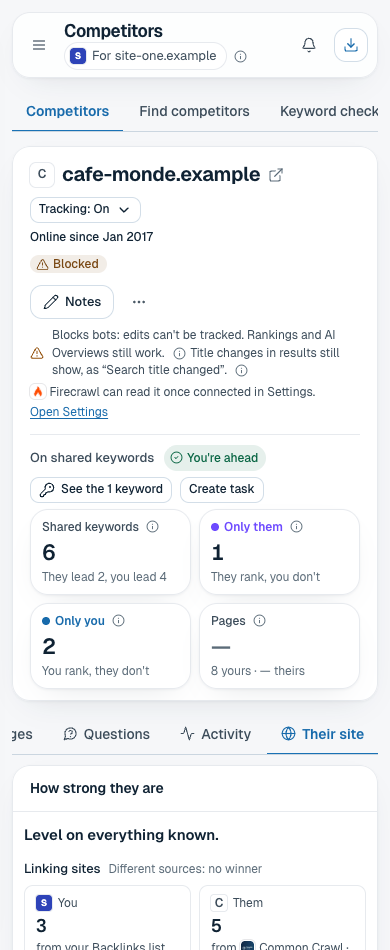 Competitors
S For site-one.example
Competitors Find competitors Keyword check
C cafe-monde.example
Tracking: On
Online since Jan 2017
Blocked
Notes
Blocks bots: edits can't be tracked. Rankings and AI
Overviews still work. Title changes in results still
show, as “Search title changed”.
Firecrawl can read it once connected in Settings.
Open Settings
On shared keywords You're ahead
See the 1 keyword Create task
Shared keywords
6
They lead 2, you lead 4
Only them
1
They rank, you don't
Only you
2
You rank, they don't
Pages
—
8 yours · — theirs
ges Questions Activity Their site
How strong they are
Level on everything known.
Linking sites Different sources: no winner
S You
3
from your Backlinks list
C Them
5
from Common Crawl ·